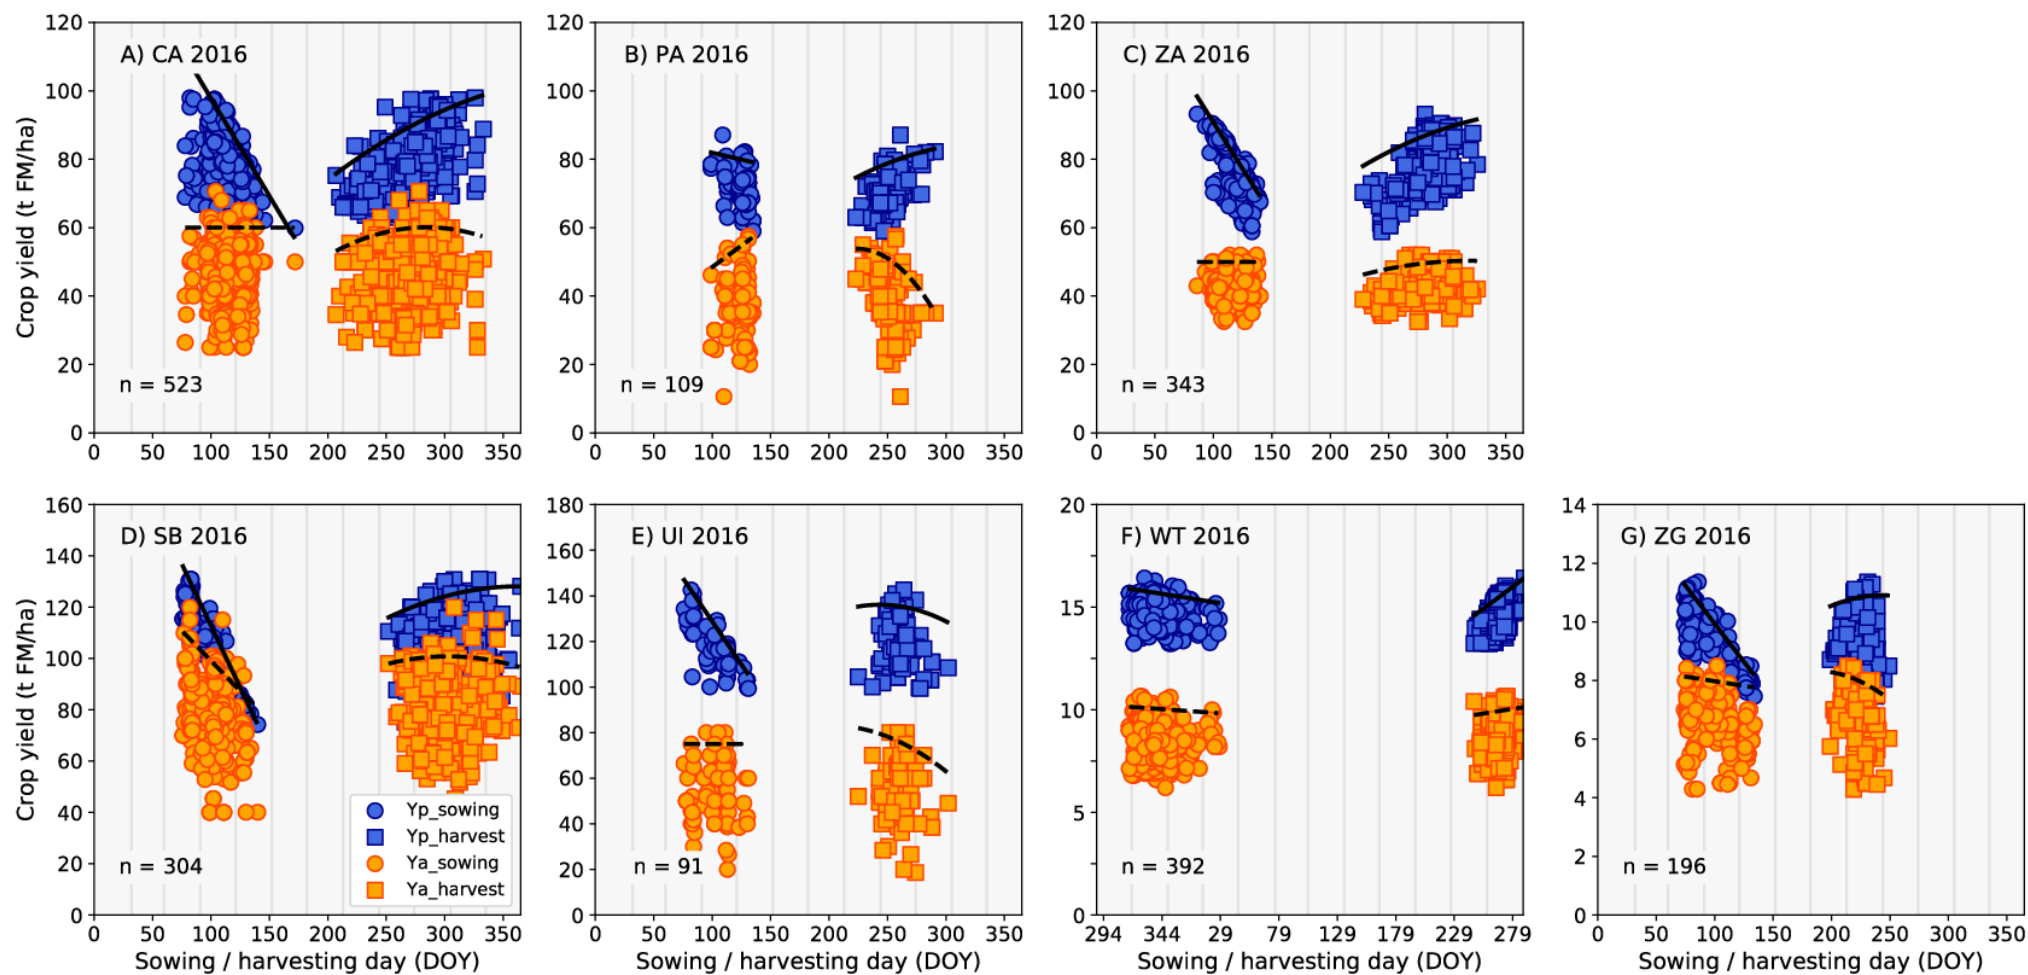 A) CA 2016
B) PA 2016
C) ZA 2016
Crop yield (t FM/ha)
120
100
80
60
40
20
0
n = 523
0 50 100 150 200 250 300 350
120
100
80
60
40
20
0
n = 109
0 50 100 150 200 250 300 350
120
100
80
60
40
20
0
n = 343
0 50 100 150 200 250 300 350
D) SB 2016
Crop yield (t FM/ha)
160
140
120
100
80
60
40
20
0
n = 304
Yp_sowing
Yp_harvest
Ya_sowing
Ya_harvest
0 50 100 150 200 250 300 350
Sowing / harvesting day (DOY)
E) UI 2016
180
160
140
120
100
80
60
40
20
0
n = 91
0 50 100 150 200 250 300 350
Sowing / harvesting day (DOY)
F) WT 2016
20
15
10
5
0
n = 392
294 344 29 79 129 179 229 279
Sowing / harvesting day (DOY)
G) ZG 2016
14
12
10
8
6
4
2
0
n = 196
0 50 100 150 200 250 300 350
Sowing / harvesting day (DOY)